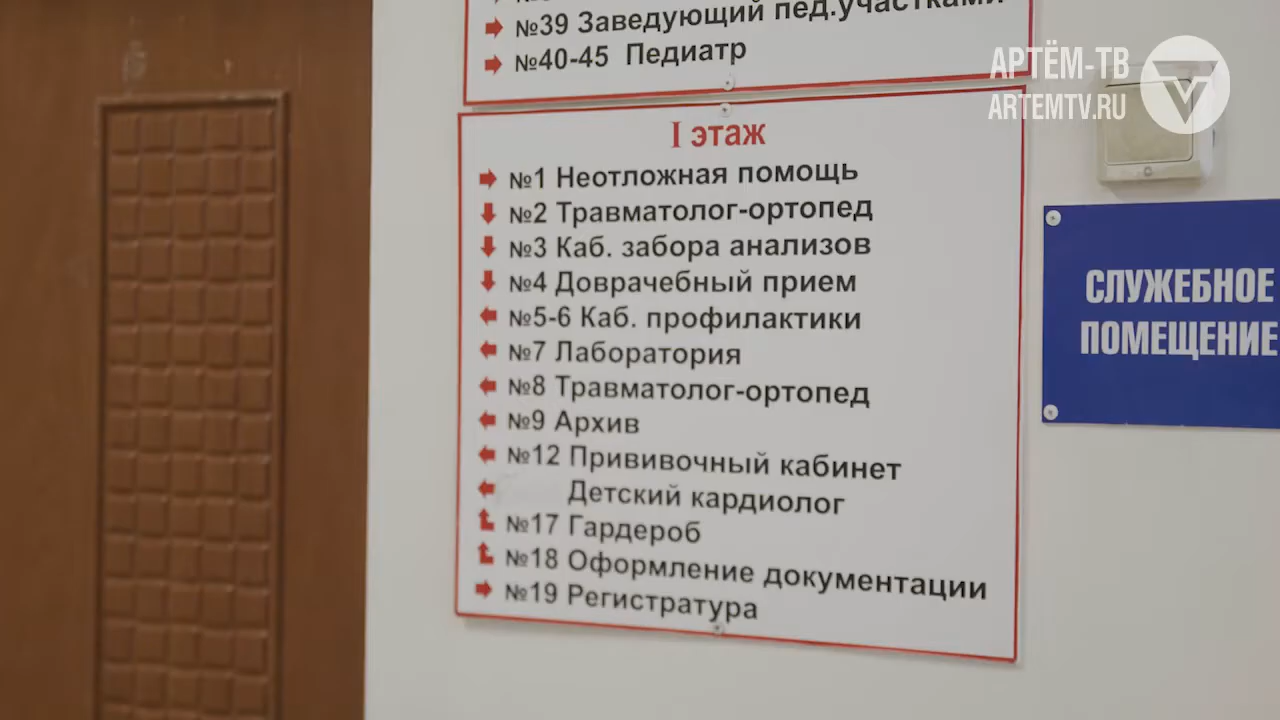 №39 Заведующий пед.участками
№40-45 Педиатр
АРТЁМ-ТВ
ARTEMTV.RU
I этаж
№1 Неотложная помощь
№2 Травматолог-ортопед
№3 Каб. забора анализов
№4 Доврачебный прием
№5-6 Каб. профилактики
№7 Лаборатория
№8 Травматолог-ортопед
№9 Архив
№12 Прививочный кабинет
Детский кардиолог
№17 Гардероб
№18 Оформление документации
№19 Регистратура
СЛУЖЕБНОЕ
ПОМЕЩЕНИЕ